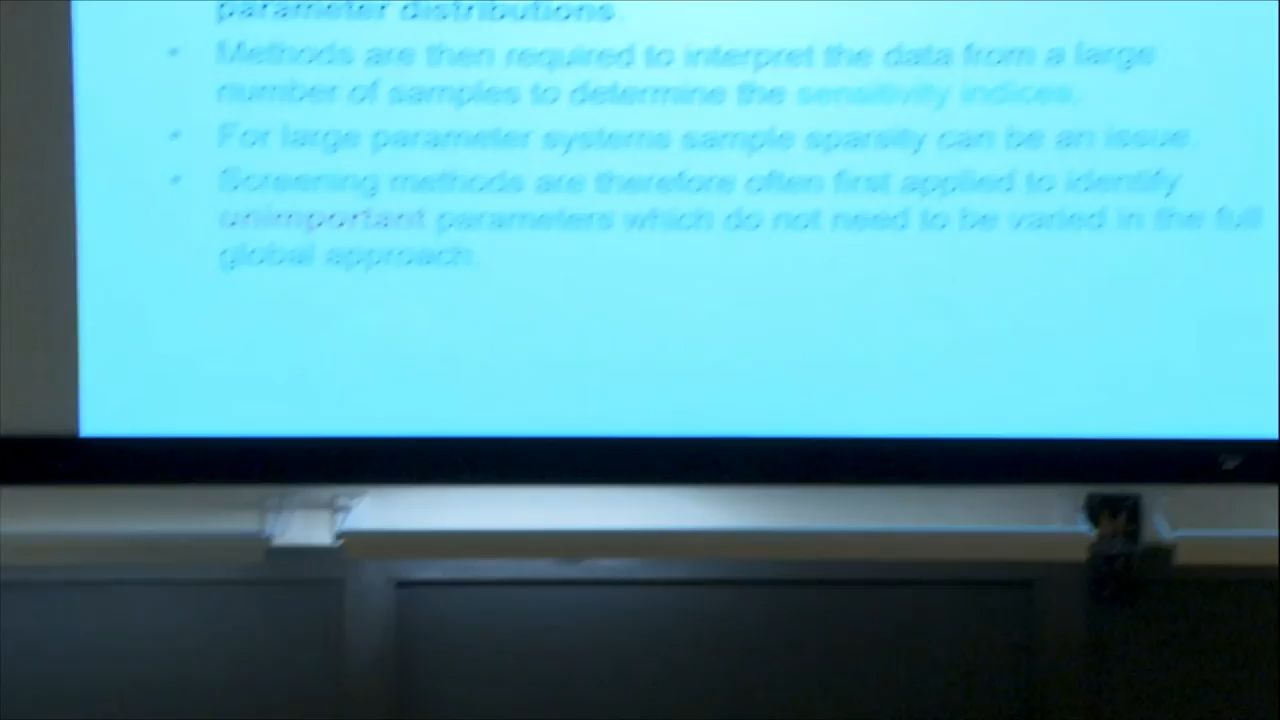 parameter distributions.
• Methods are then required to interpret the data from a large
number of samples to determine the sensitivity indices.
• For large parameter systems sample sparsity can be an issue.
• Screening methods are therefore often first applied to identify
unimportant parameters which do not need to be varied in the full
global approach.